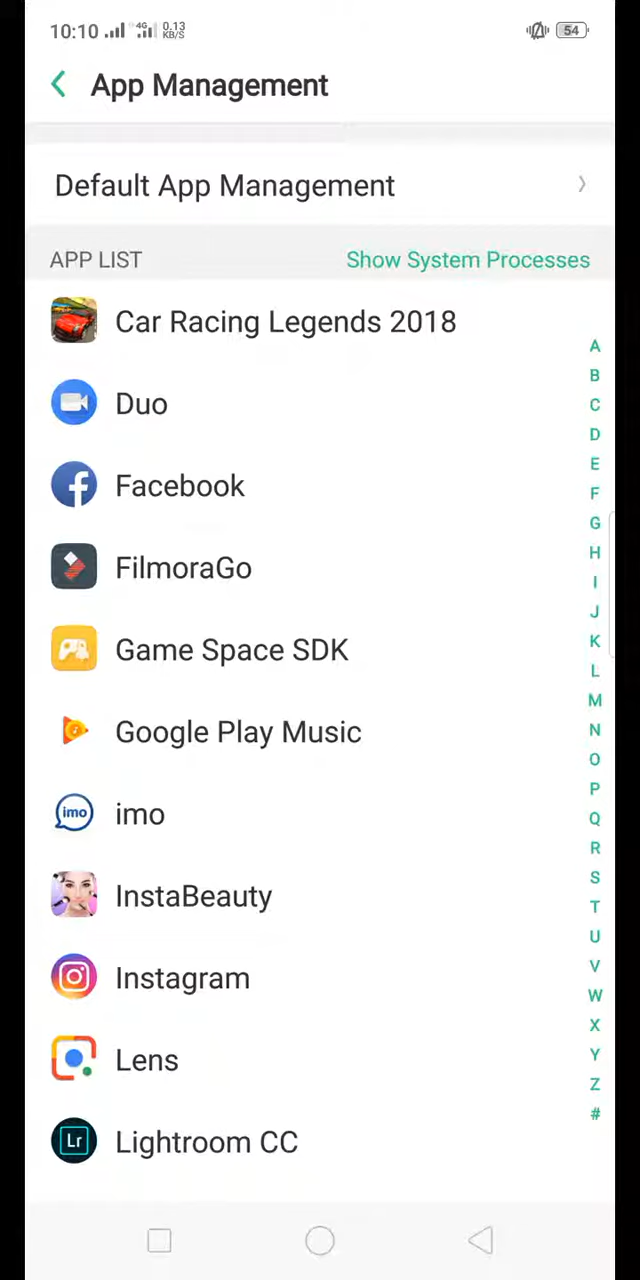 10:10 4G 0.13 KB/S 54
App Management
Default App Management
APP LIST Show System Processes
Car Racing Legends 2018
Duo
Facebook
FilmoraGo
Game Space SDK
Google Play Music
imo imo
InstaBeauty
Instagram
Lens
Lr Lightroom CC
A
B
C
D
E
F
G
H
I
J
K
L
M
N
O
P
Q
R
S
T
U
V
W
X
Y
Z
#